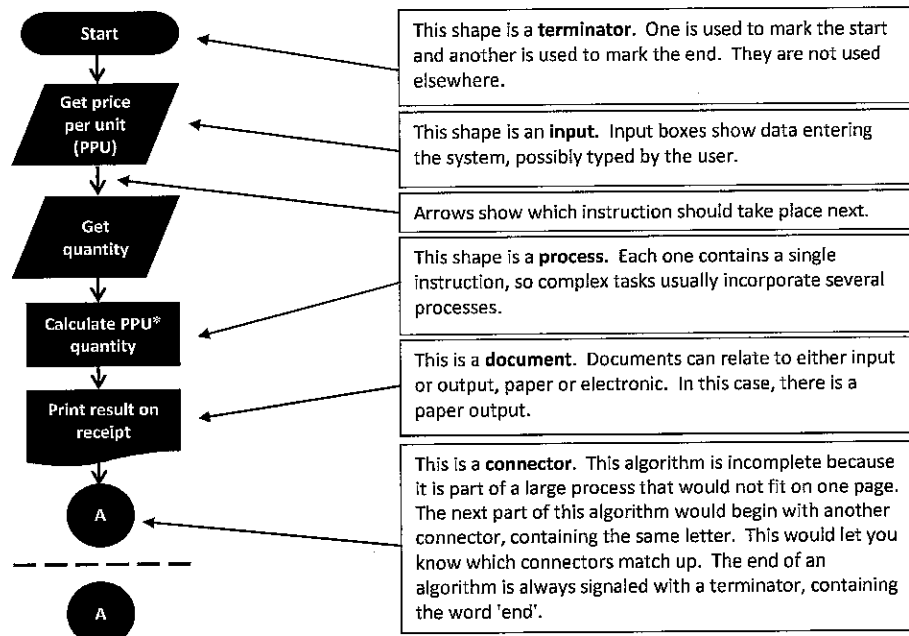 Start
This shape is a terminator. One is used to mark the start
and another is used to mark the end. They are not used
elsewhere.
Get price
per unit
(PPU)
This shape is an input. Input boxes show data entering
the system, possibly typed by the user.
Arrows show which instruction should take place next.
Get
quantity
This shape is a process. Each one contains a single
instruction, so complex tasks usually incorporate several
processes.
Calculate PPU*
quantity
This is a document. Documents can relate to either input
or output, paper or electronic. In this case, there is a
paper output.
Print result on
receipt
This is a connector. This algorithm is incomplete because
it is part of a large process that would not fit on one page.
The next part of this algorithm would begin with another
connector, containing the same letter. This would let you
know which connectors match up. The end of an
algorithm is always signaled with a terminator, containing
the word 'end'.
A
A